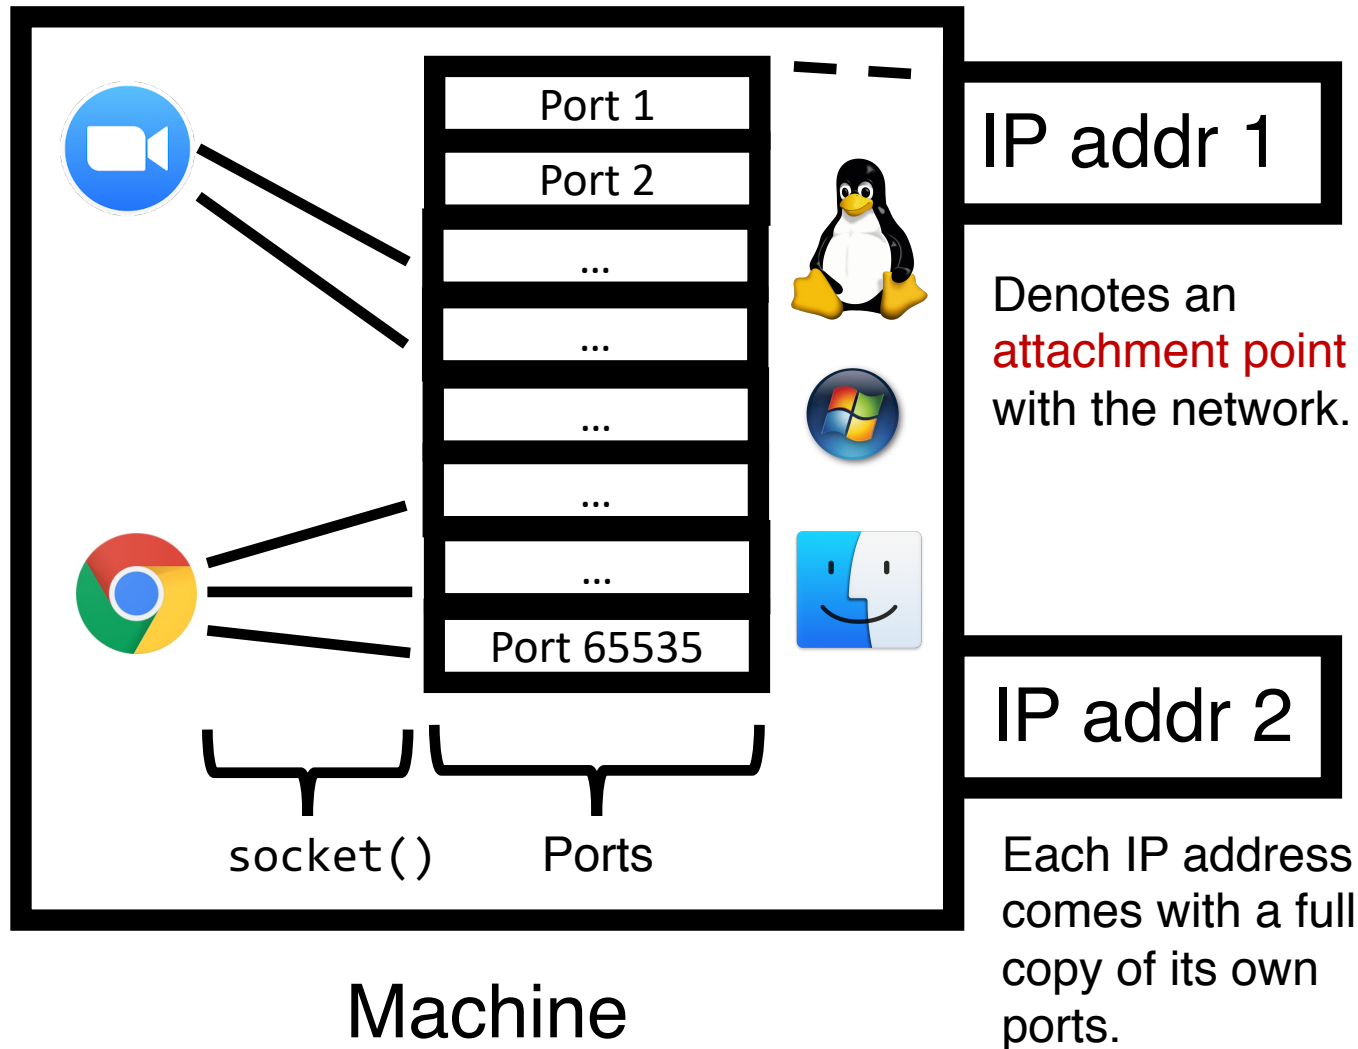 Port 1
Port 2
...
...
...
...
...
Port 65535
socket()
Ports
Machine
IP addr 1
Denotes an
attachment point
with the network.
IP addr 2
Each IP address
comes with a full
copy of its own
ports.